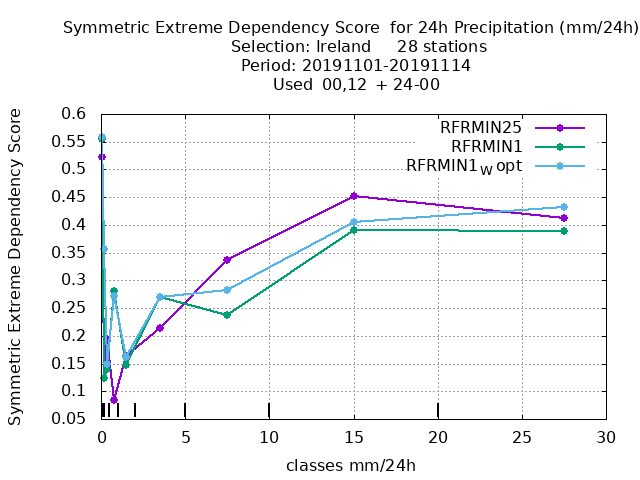 Symmetric Extreme Dependency Score  for 24h Precipitation (mm/24h)
Selection: Ireland     28 stations
Period: 20191101-20191114
Used  00,12  + 24-00
Symmetric Extreme Dependency Score
0.6
0.55
0.5
0.45
0.4
0.35
0.3
0.25
0.2
0.15
0.1
0.05
RFRMIN25
RFRMIN1
RFRMIN1w opt
0 5 10 15 20 25 30
classes mm/24h